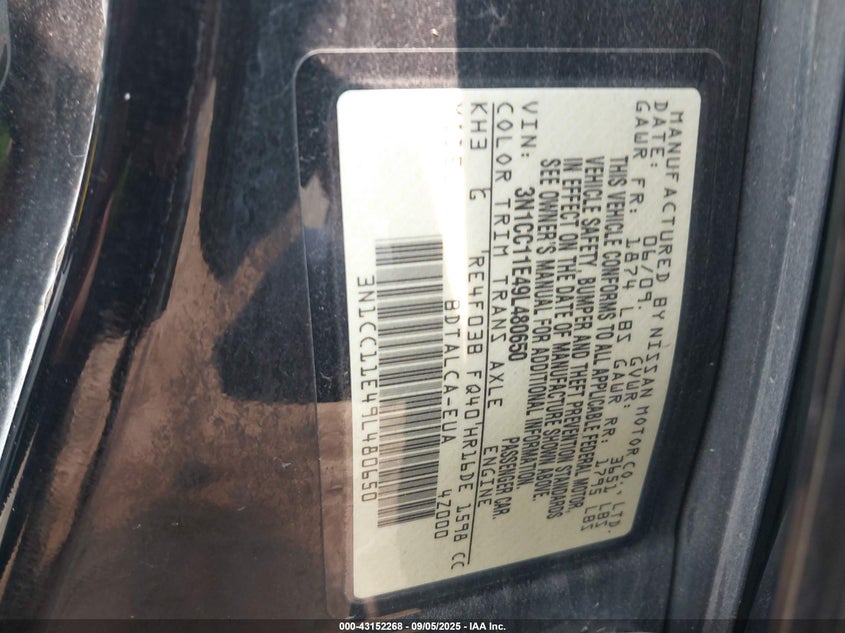 MANUFACTURED BY NISSAN MOTOR CO., LTD.
DATE: 06/09. GVWR: 3651 LBS
GAWR FR: 1874 LBS GAWR RR: 1795 LBS
THIS VEHICLE CONFORMS TO ALL APPLICABLE FEDERAL MOTOR
VEHICLE SAFETY, BUMPER AND THEFT PREVENTION STANDARDS
IN EFFECT ON THE DATE OF MANUFACTURE SHOWN ABOVE.
SEE OWNER'S MANUAL FOR ADDITIONAL INFORMATION.
VIN: 3N1CC11E49L480650 PASSENGER CAR.
COLOR TRIM TRANS AXLE ENGINE
KH3 G RE4F03B FQ40 HR16DE 1598 CC
BDTALCA-EUA 4Z000
3N1CC11E49L480650
000-43152268 - 09/05/2025 - IAA Inc.